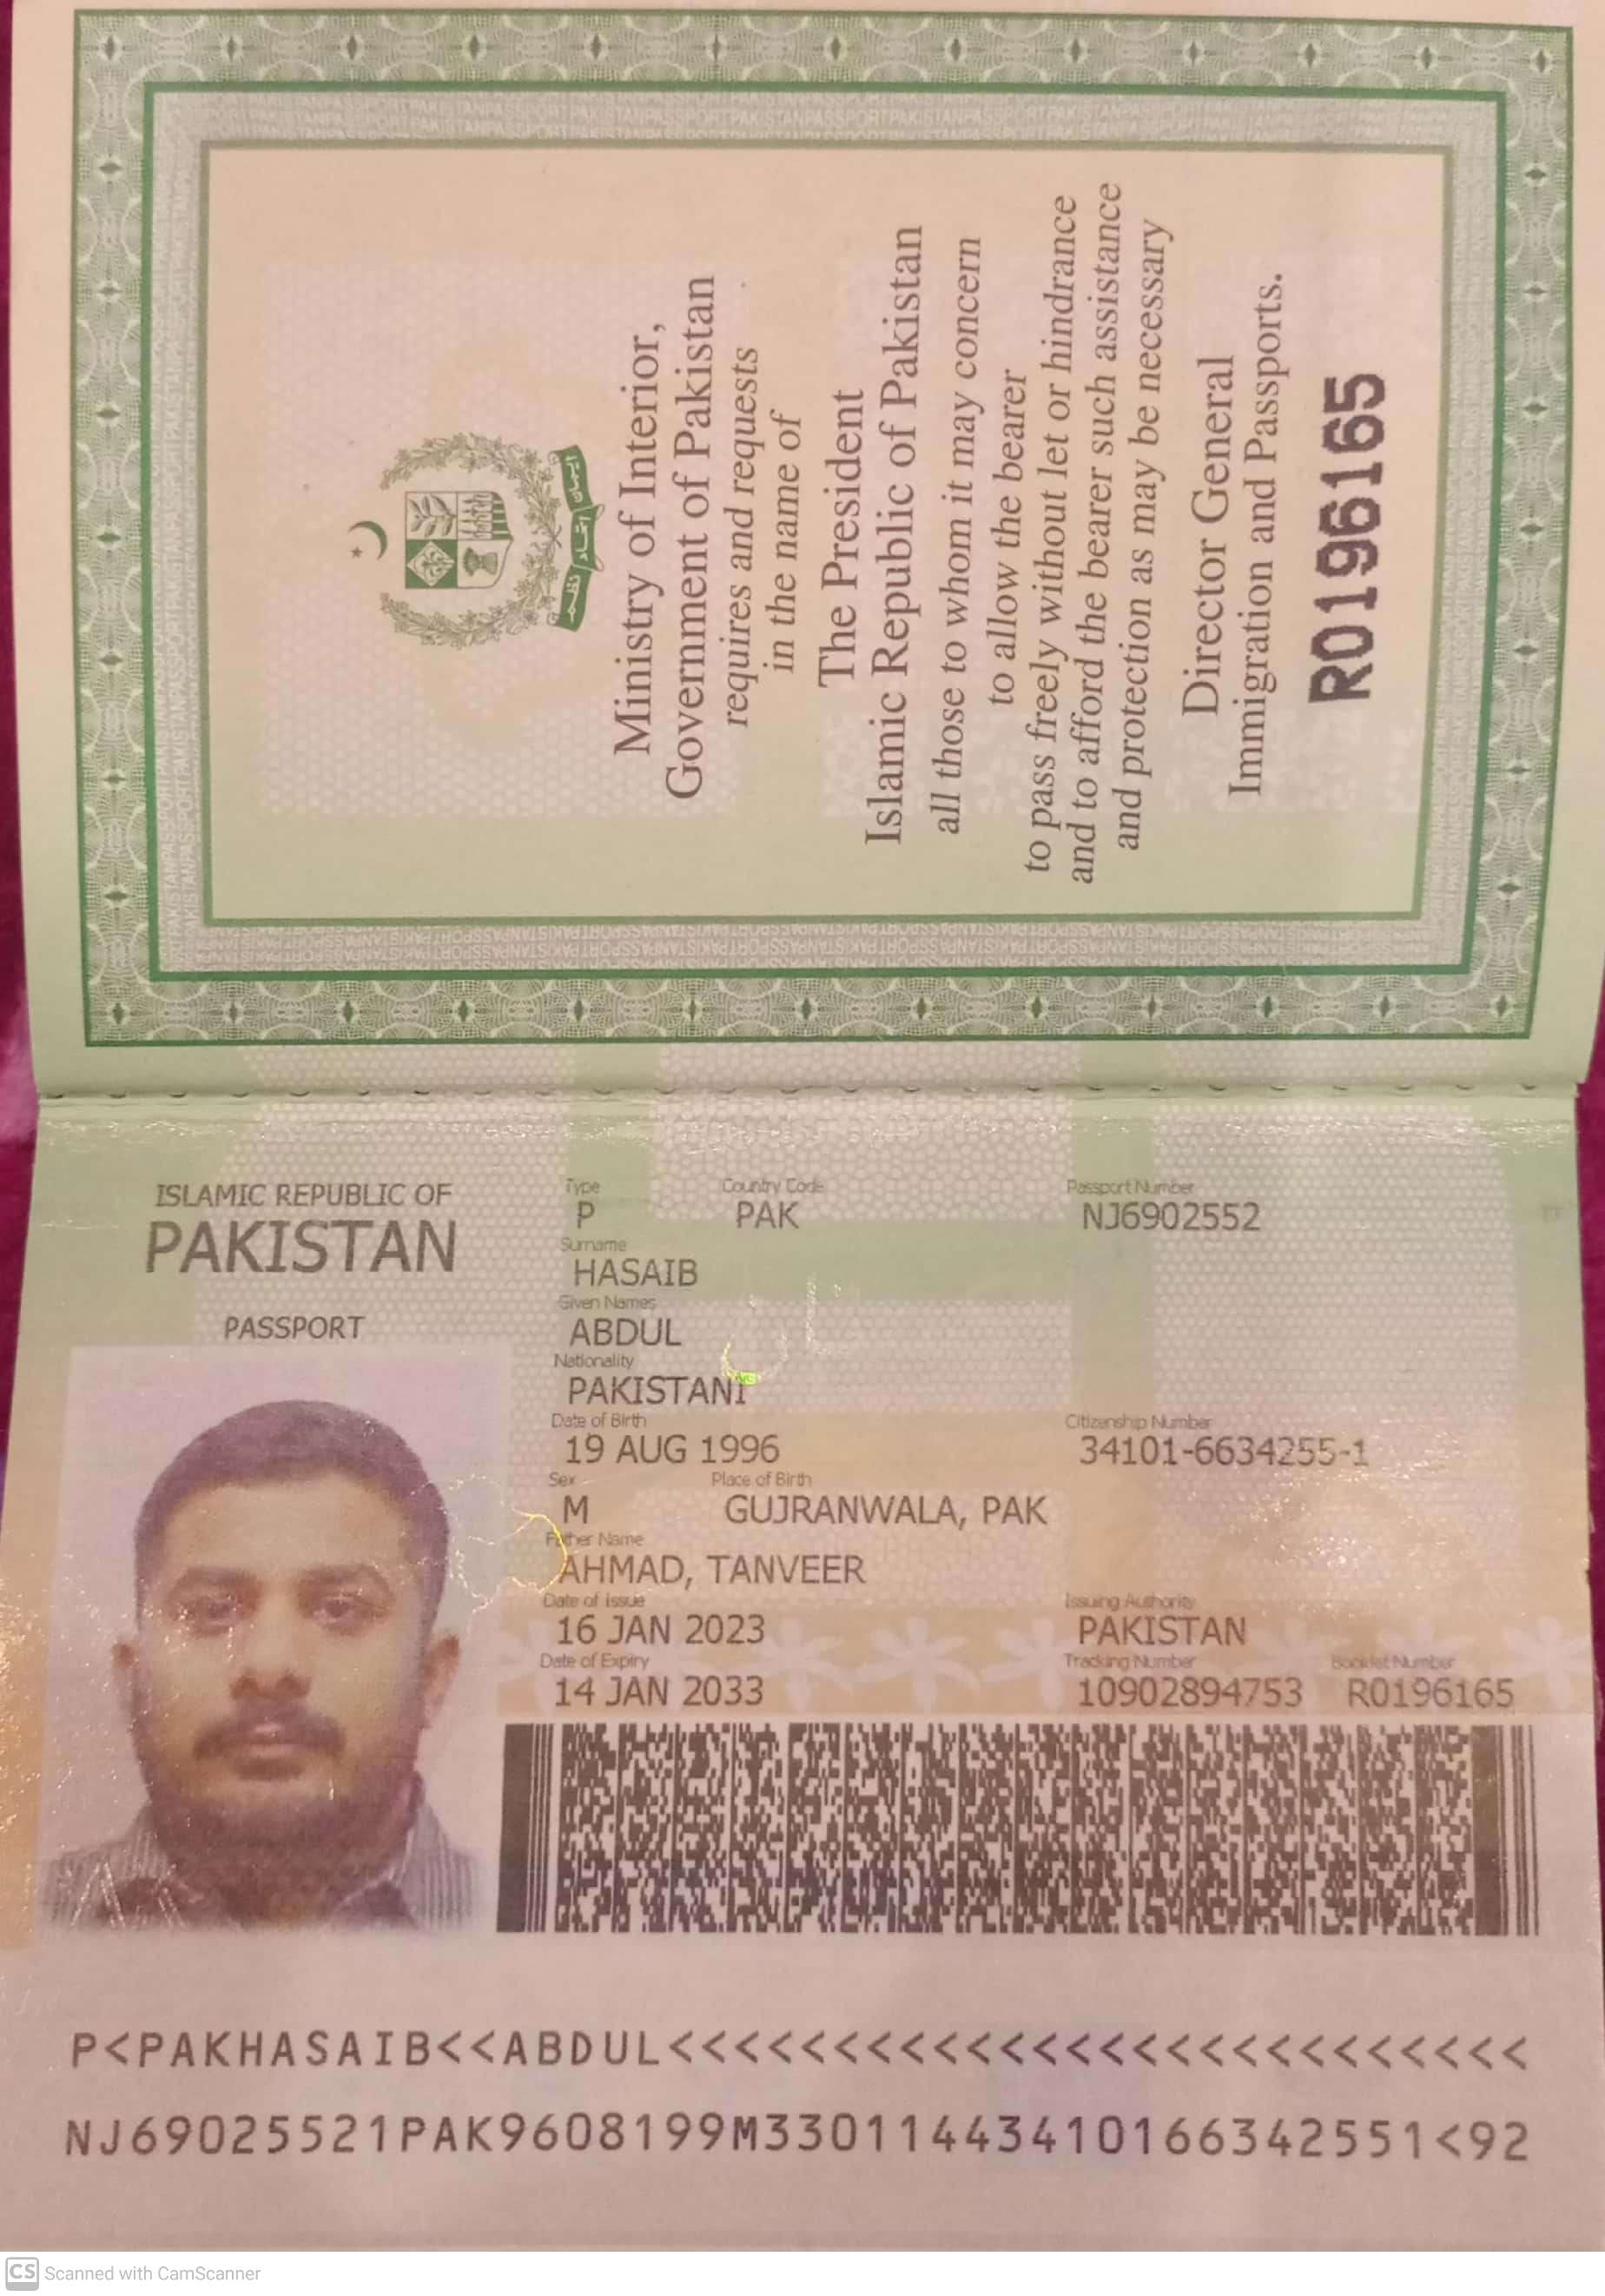 Ministry of Interior,
Government of Pakistan
requires and requests
in the name of
The President
Islamic Republic of Pakistan
all those to whom it may concern
to allow the bearer
to pass freely without let or hindrance
and to afford the bearer such assistance
and protection as may be necessary
Director General
Immigration and Passports.
R0196165
ISLAMIC REPUBLIC OF
PAKISTAN
PASSPORT
Type Country Code Passport Number
P PAK NJ6902552
Surname
HASAIB
Given Names
ABDUL
Nationality
PAKISTANI
Date of Birth Citizenship Number
19 AUG 1996 34101-6634255-1
Sex Place of Birth
M GUJRANWALA, PAK
Father Name
AHMAD, TANVEER
Date of Issue Issuing Authority
16 JAN 2023 PAKISTAN
Date of Expiry Tracking Number Booklet Number
14 JAN 2033 10902894753 R0196165
P<PAKHASAIB<<ABDUL<<<<<<<<<<<<<<<<<<<<<<<<<<
NJ69025521PAK9608199M3301144341016634​2551<92
CS Scanned with CamScanner